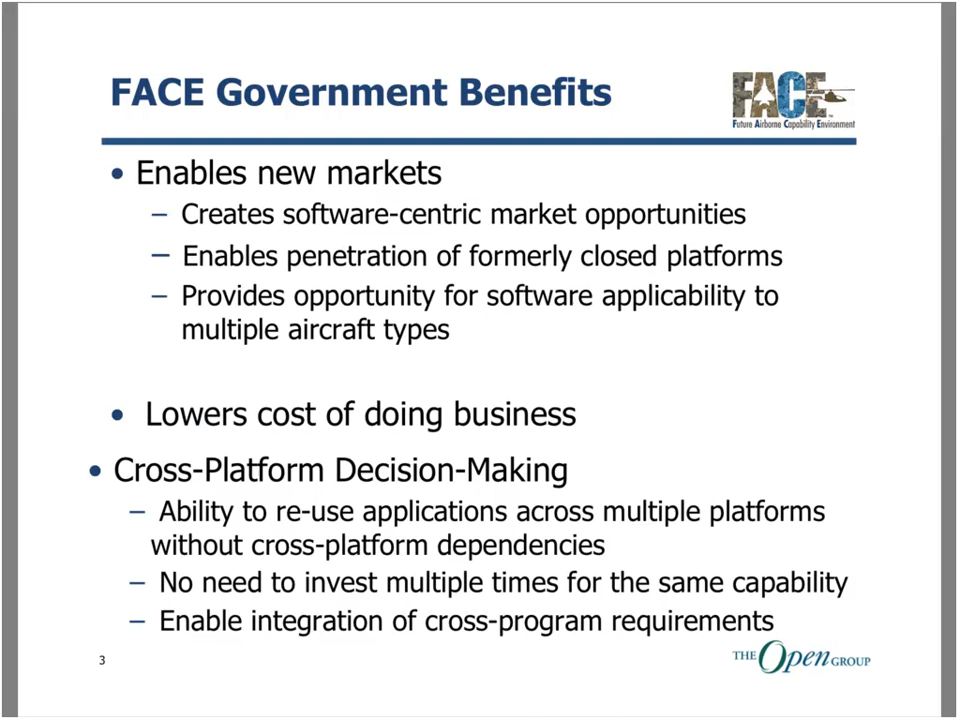 FACE Government Benefits
FACE
Future Airborne Capability Environment
• Enables new markets
– Creates software-centric market opportunities
– Enables penetration of formerly closed platforms
– Provides opportunity for software applicability to
multiple aircraft types
• Lowers cost of doing business
• Cross-Platform Decision-Making
– Ability to re-use applications across multiple platforms
without cross-platform dependencies
– No need to invest multiple times for the same capability
– Enable integration of cross-program requirements
3
THE Open GROUP